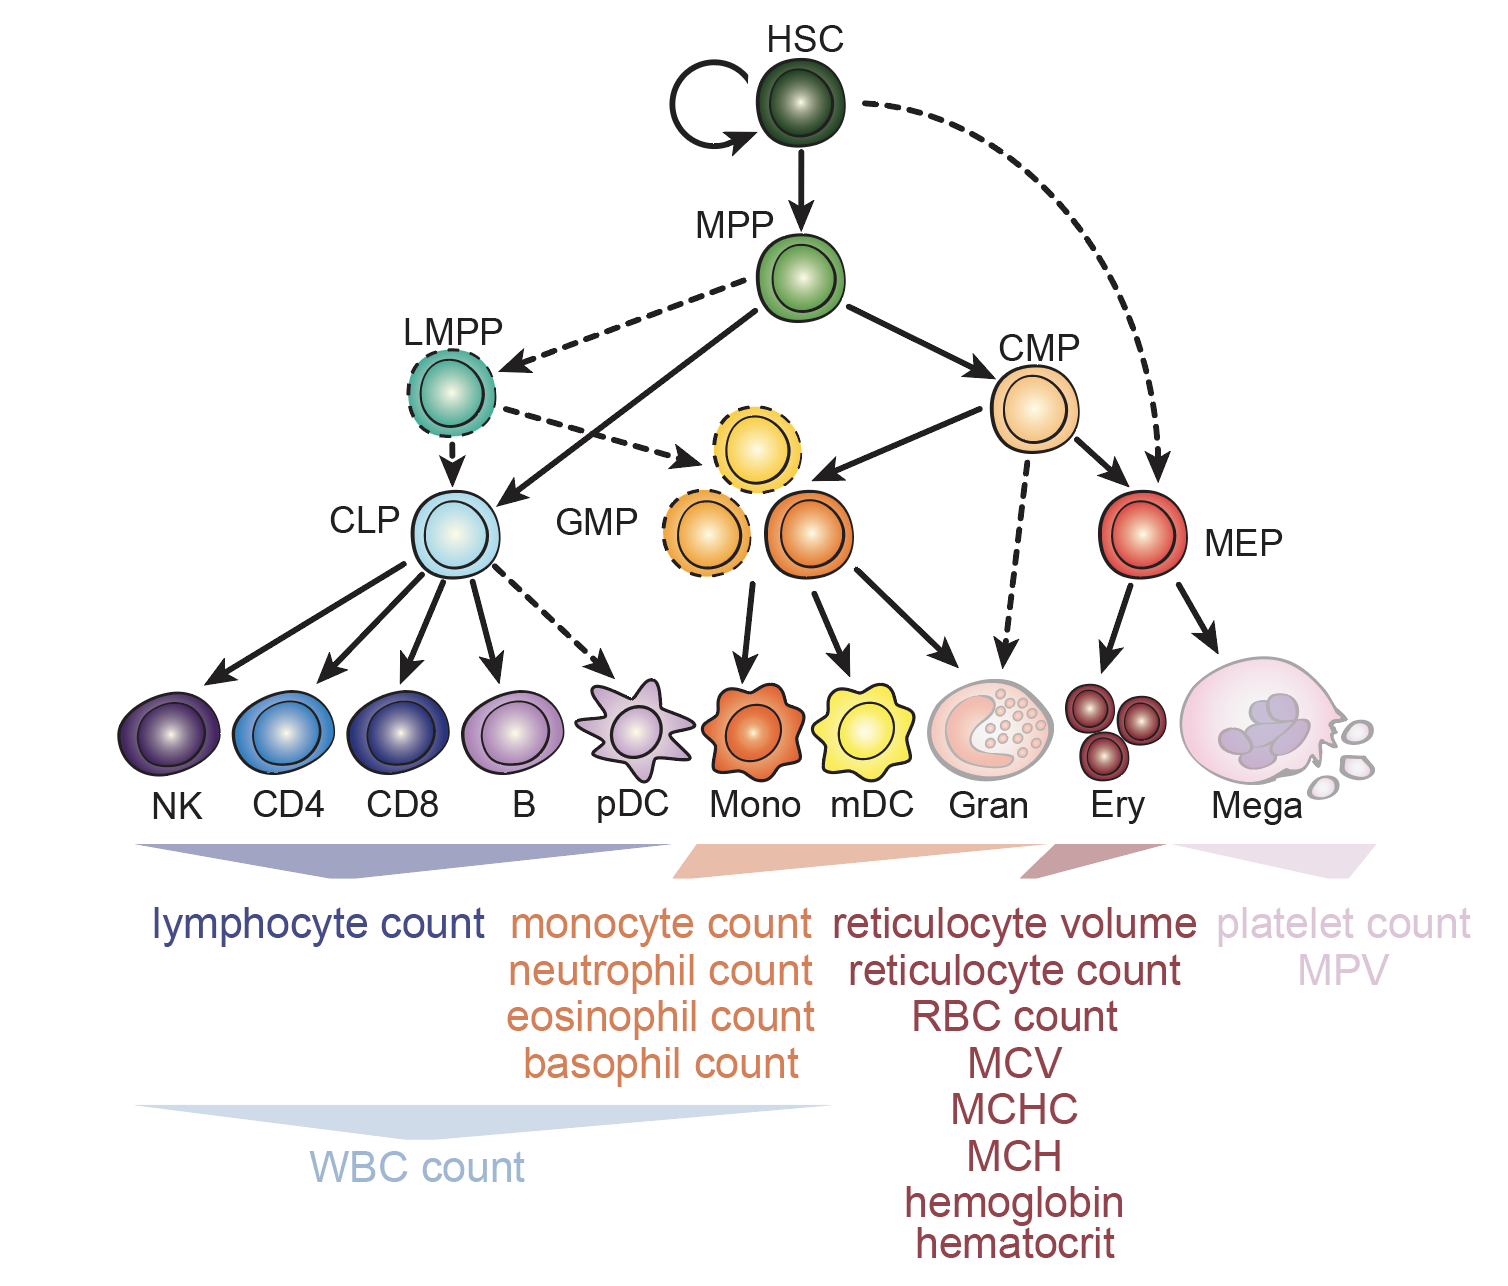 HSC
MPP
LMPP
CMP
CLP
GMP
MEP
NK
CD4
CD8
B
pDC
Mono
mDC
Gran
Ery
Mega
lymphocyte count
monocyte count
neutrophil count
eosinophil count
basophil count
reticulocyte volume
reticulocyte count
RBC count
MCV
MCHC
MCH
hemoglobin
hematocrit
platelet count
MPV
WBC count